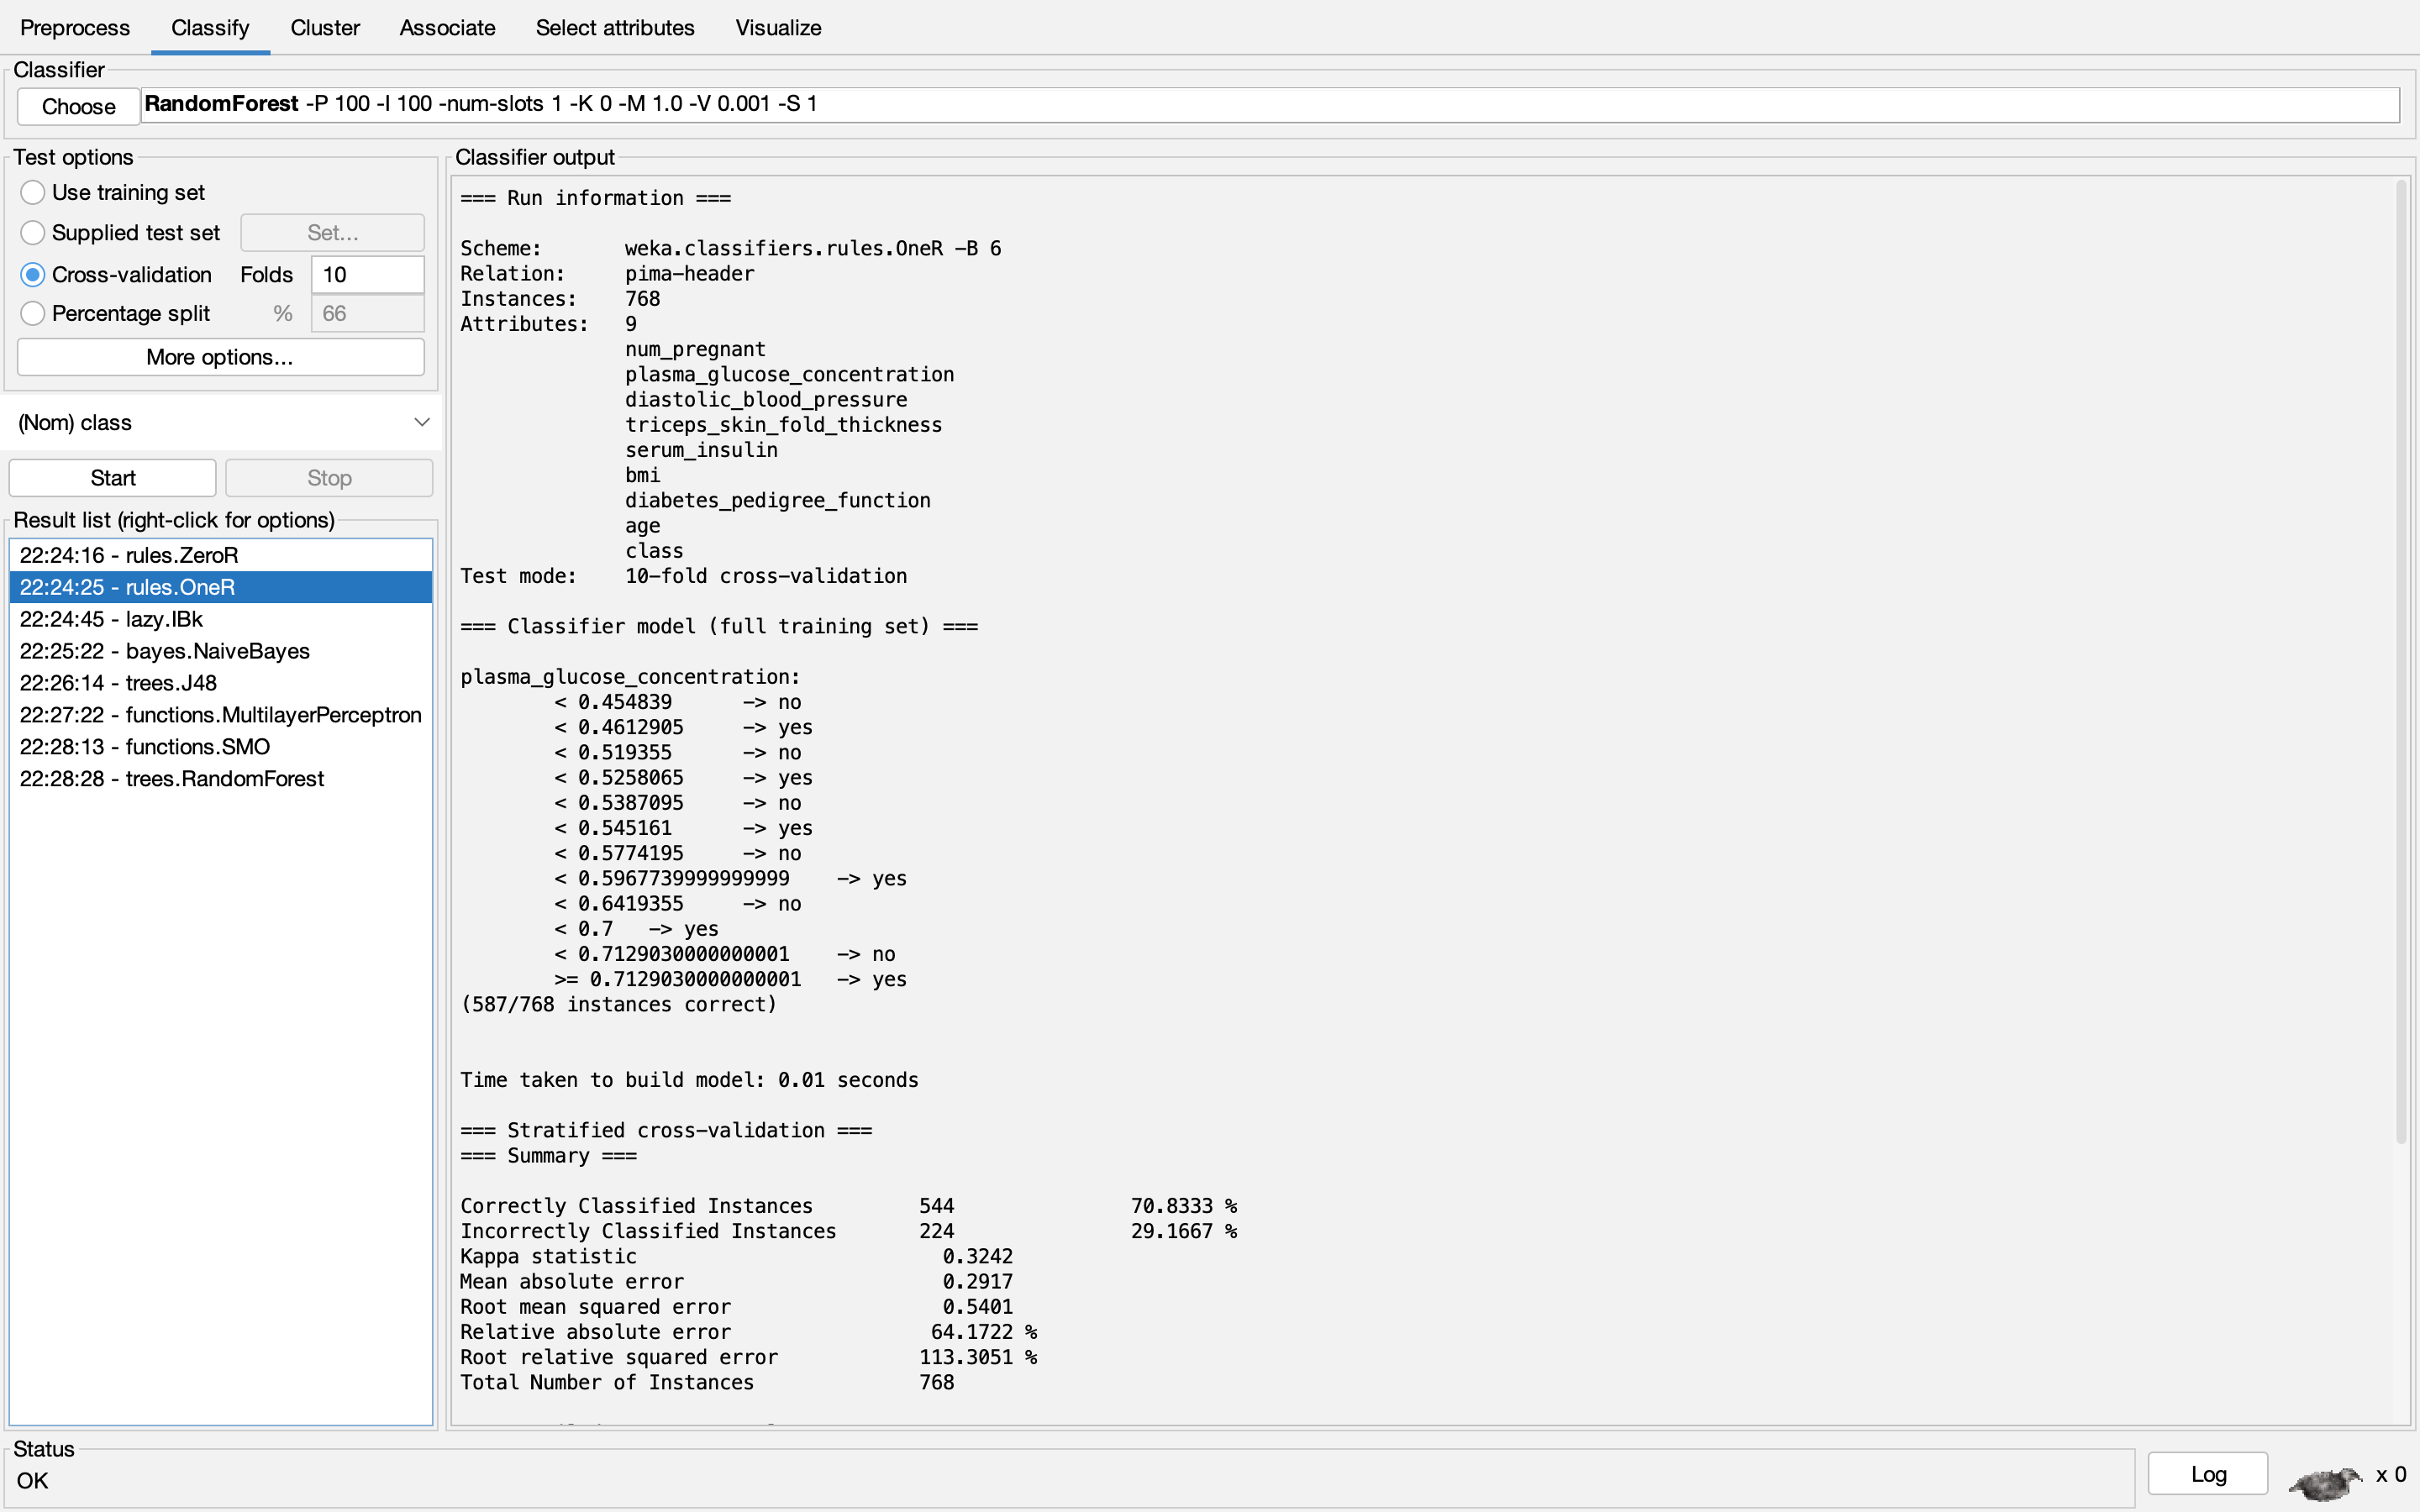 Preprocess Classify Cluster Associate Select attributes Visualize
Classifier
Choose RandomForest -P 100 -I 100 -num-slots 1 -K 0 -M 1.0 -V 0.001 -S 1
Test options
Use training set
Supplied test set Set...
Cross-validation Folds 10
Percentage split % 66
More options...
(Nom) class
Start Stop
Result list (right-click for options)
22:24:16 - rules.ZeroR
22:24:25 - rules.OneR
22:24:45 - lazy.IBk
22:25:22 - bayes.NaiveBayes
22:26:14 - trees.J48
22:27:22 - functions.MultilayerPerceptron
22:28:13 - functions.SMO
22:28:28 - trees.RandomForest
Classifier output
=== Run information ===
Scheme: weka.classifiers.rules.OneR -B 6
Relation: pima-header
Instances: 768
Attributes: 9
num_pregnant
plasma_glucose_concentration
diastolic_blood_pressure
triceps_skin_fold_thickness
serum_insulin
bmi
diabetes_pedigree_function
age
class
Test mode: 10-fold cross-validation
=== Classifier model (full training set) ===
plasma_glucose_concentration:
< 0.454839 -> no
< 0.4612905 -> yes
< 0.519355 -> no
< 0.5258065 -> yes
< 0.5387095 -> no
< 0.545161 -> yes
< 0.5774195 -> no
< 0.5967739999999999 -> yes
< 0.6419355 -> no
< 0.7 -> yes
< 0.7129030000000001 -> no
>= 0.7129030000000001 -> yes
(587/768 instances correct)
Time taken to build model: 0.01 seconds
=== Stratified cross-validation ===
=== Summary ===
Correctly Classified Instances 544 70.8333 %
Incorrectly Classified Instances 224 29.1667 %
Kappa statistic 0.3242
Mean absolute error 0.2917
Root mean squared error 0.5401
Relative absolute error 64.1722 %
Root relative squared error 113.3051 %
Total Number of Instances 768
Status
OK
Log x 0